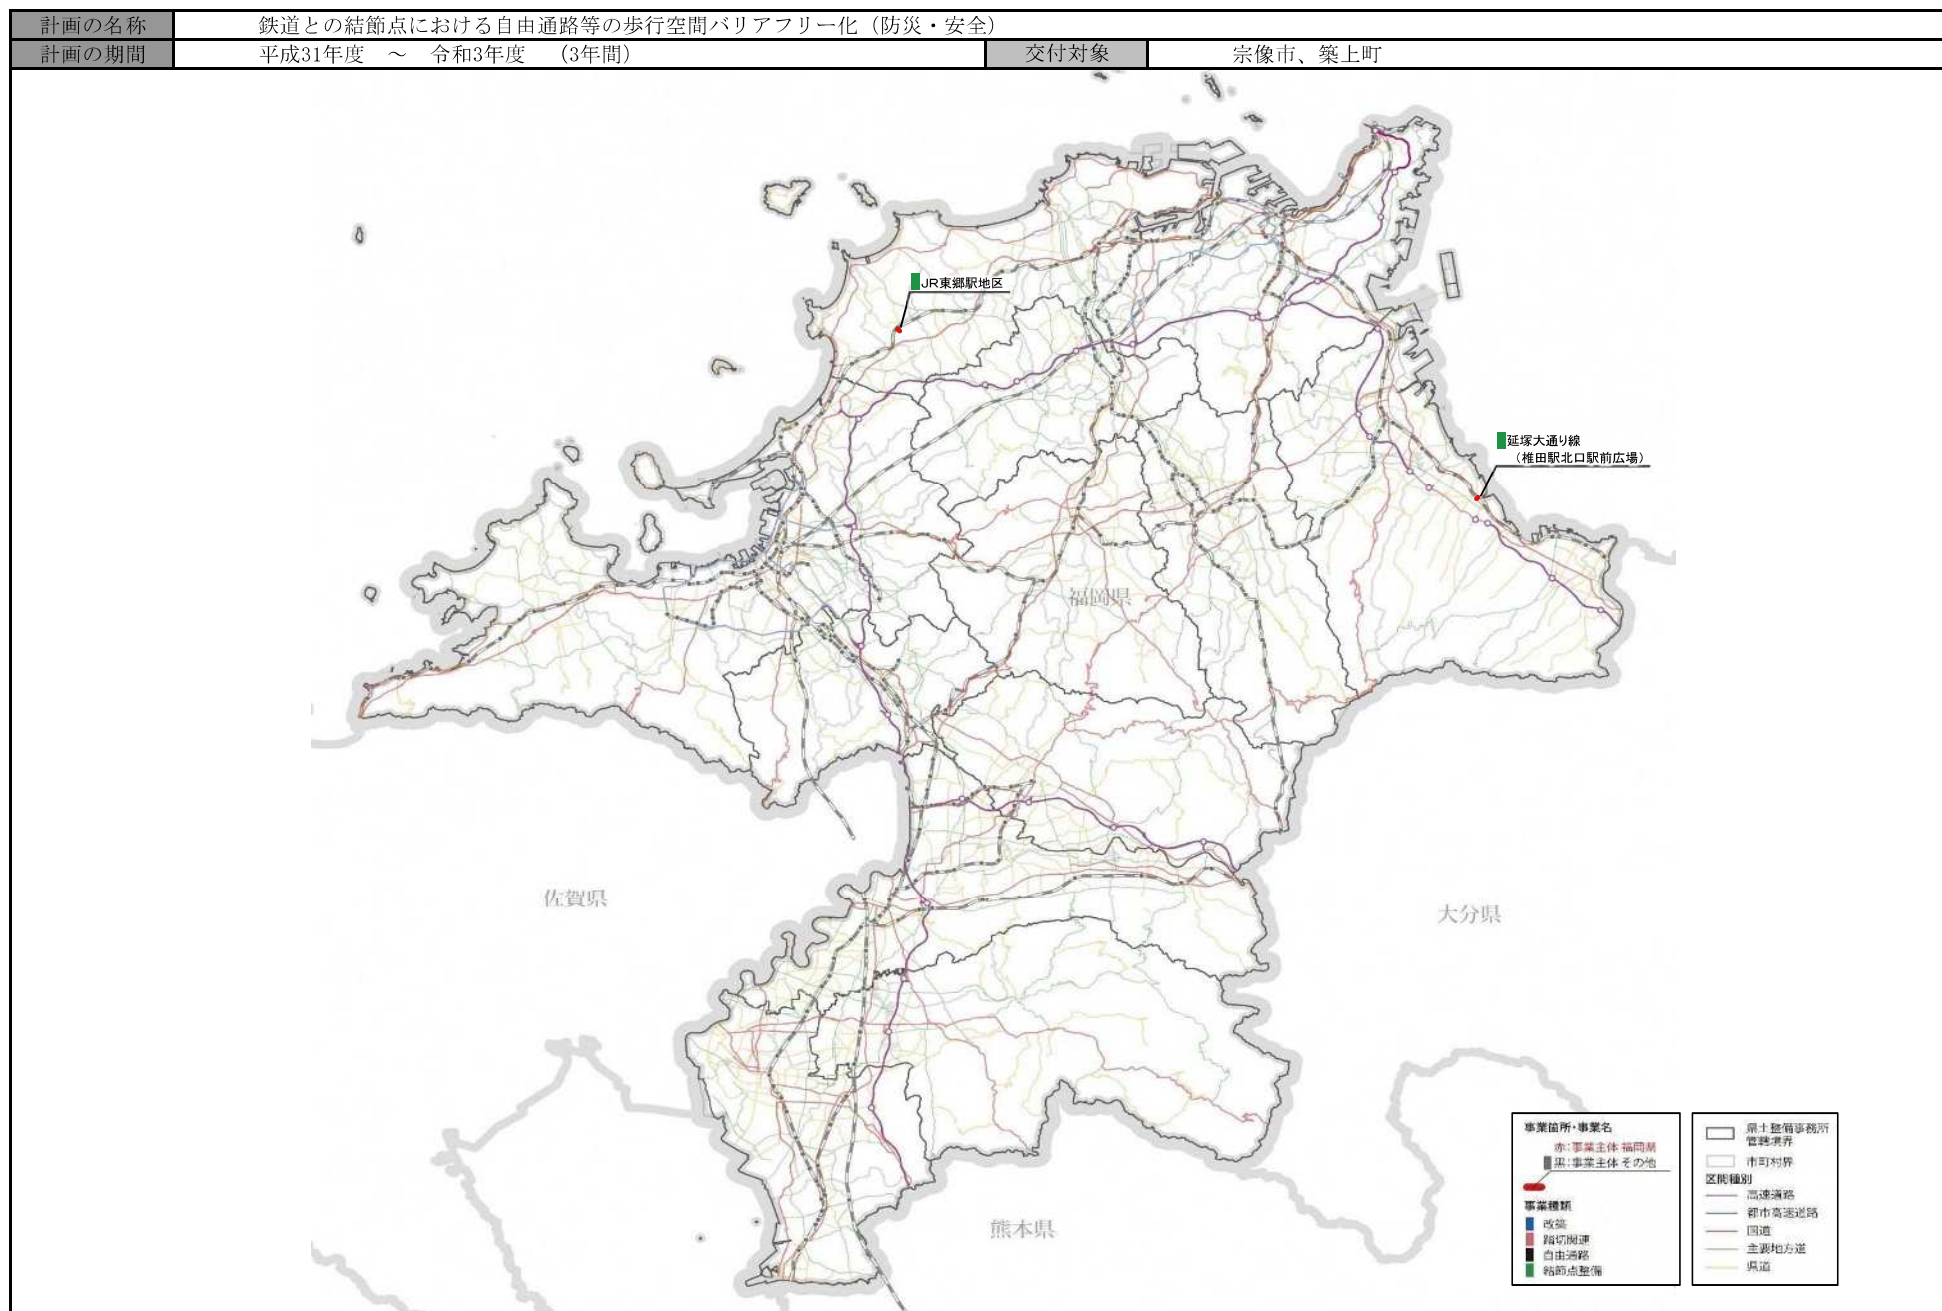 計画の名称 鉄道との結節点における自由通路等の歩行空間バリアフリー化（防災・安全）
計画の期間 平成31年度　～　令和3年度　（3年間） 交付対象 宗像市、築上町
JR東郷駅地区
延塚大通り線
（椎田駅北口駅前広場）
福岡県
佐賀県
大分県
熊本県
事業箇所・事業名
赤：事業主体 福岡県
黒：事業主体 その他
事業種類
改築
踏切関連
自由通路
結節点整備
県土整備事務所
管轄境界
市町村界
区間種別
高速道路
都市高速道路
国道
主要地方道
県道